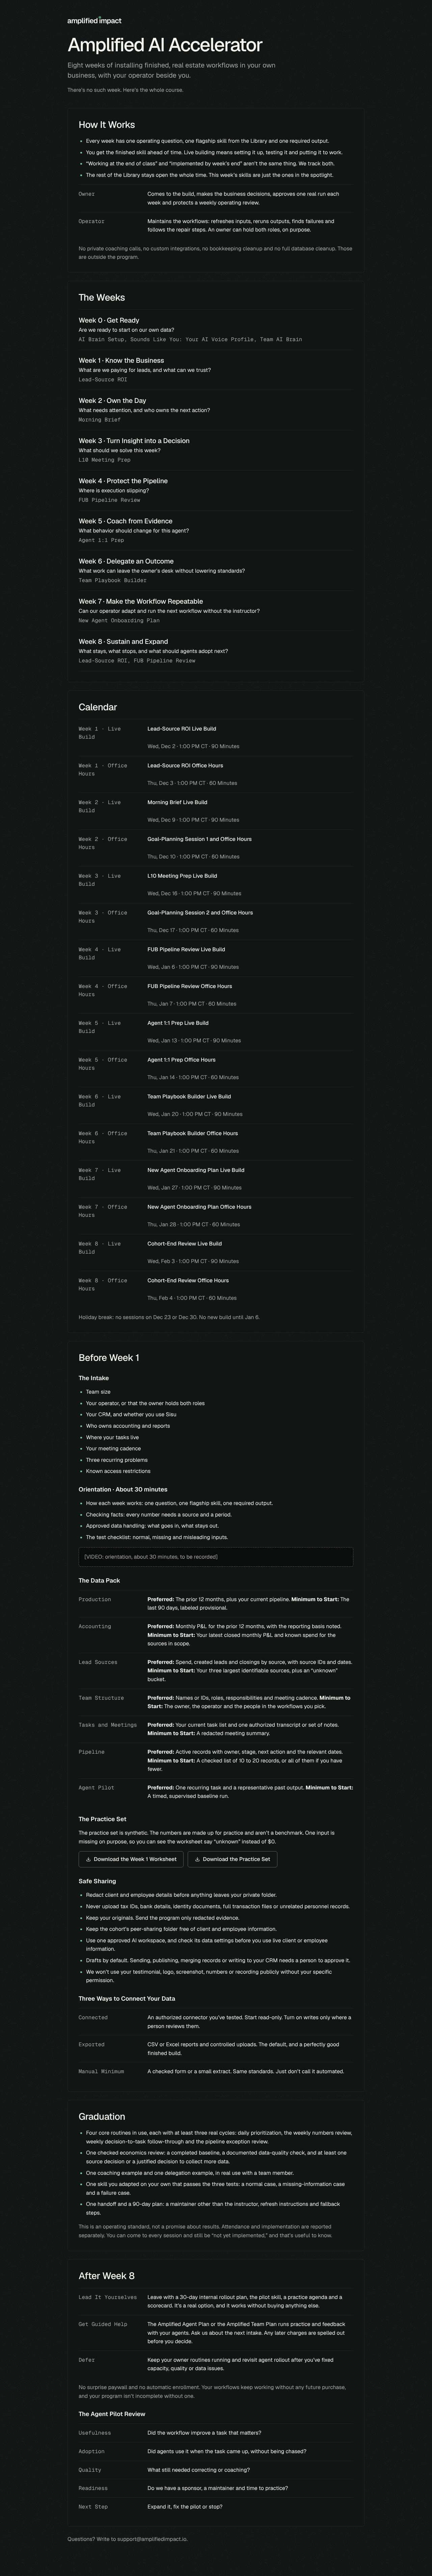 amplified impact
Amplified AI Accelerator
Eight weeks of installing finished, real estate workflows in your own
business, with your operator beside you.
There's no such week. Here's the whole course.
How It Works
Every week has one operating question, one flagship skill from the Library and one required output.
You get the finished skill ahead of time. Live building means setting it up, testing it and putting it to work.
"Working at the end of class" and "implemented by week's end" aren't the same thing. We track both.
The rest of the Library stays open the whole time. This week's skills are just the ones in the spotlight.
Owner
Comes to the build, makes the business decisions, approves one real run each
week and protects a weekly operating review.
Operator
Maintains the workflows: refreshes inputs, reruns outputs, finds failures and
follows the repair steps. An owner can hold both roles, on purpose.
No private coaching calls, no custom integrations, no bookkeeping cleanup and no full database cleanup. Those
are outside the program.
The Weeks
Week 0 · Get Ready
Are we ready to start on our own data?
AI Brain Setup, Sounds Like You: Your AI Voice Profile, Team AI Brain
Week 1 · Know the Business
What are we paying for leads, and what can we trust?
Lead-Source ROI
Week 2 · Own the Day
What needs attention, and who owns the next action?
Morning Brief
Week 3 · Turn Insight into a Decision
What should we solve this week?
L10 Meeting Prep
Week 4 · Protect the Pipeline
Where is execution slipping?
FUB Pipeline Review
Week 5 · Coach from Evidence
What behavior should change for this agent?
Agent 1:1 Prep
Week 6 · Delegate an Outcome
What work can leave the owner's desk without lowering standards?
Team Playbook Builder
Week 7 · Make the Workflow Repeatable
Can our operator adapt and run the next workflow without the instructor?
New Agent Onboarding Plan
Week 8 · Sustain and Expand
What stays, what stops, and what should agents adopt next?
Lead-Source ROI, FUB Pipeline Review
Calendar
Week 1 · Live
Build
Lead-Source ROI Live Build
Wed, Dec 2 · 1:00 PM CT · 90 Minutes
Week 1 · Office
Hours
Lead-Source ROI Office Hours
Thu, Dec 3 · 1:00 PM CT · 60 Minutes
Week 2 · Live
Build
Morning Brief Live Build
Wed, Dec 9 · 1:00 PM CT · 90 Minutes
Week 2 · Office
Hours
Goal-Planning Session 1 and Office Hours
Thu, Dec 10 · 1:00 PM CT · 60 Minutes
Week 3 · Live
Build
L10 Meeting Prep Live Build
Wed, Dec 16 · 1:00 PM CT · 90 Minutes
Week 3 · Office
Hours
Goal-Planning Session 2 and Office Hours
Thu, Dec 17 · 1:00 PM CT · 60 Minutes
Week 4 · Live
Build
FUB Pipeline Review Live Build
Wed, Jan 6 · 1:00 PM CT · 90 Minutes
Week 4 · Office
Hours
FUB Pipeline Review Office Hours
Thu, Jan 7 · 1:00 PM CT · 60 Minutes
Week 5 · Live
Build
Agent 1:1 Prep Live Build
Wed, Jan 13 · 1:00 PM CT · 90 Minutes
Week 5 · Office
Hours
Agent 1:1 Prep Office Hours
Thu, Jan 14 · 1:00 PM CT · 60 Minutes
Week 6 · Live
Build
Team Playbook Builder Live Build
Wed, Jan 20 · 1:00 PM CT · 90 Minutes
Week 6 · Office
Hours
Team Playbook Builder Office Hours
Thu, Jan 21 · 1:00 PM CT · 60 Minutes
Week 7 · Live
Build
New Agent Onboarding Plan Live Build
Wed, Jan 27 · 1:00 PM CT · 90 Minutes
Week 7 · Office
Hours
New Agent Onboarding Plan Office Hours
Thu, Jan 28 · 1:00 PM CT · 60 Minutes
Week 8 · Live
Build
Cohort-End Review Live Build
Wed, Feb 3 · 1:00 PM CT · 90 Minutes
Week 8 · Office
Hours
Cohort-End Review Office Hours
Thu, Feb 4 · 1:00 PM CT · 60 Minutes
Holiday break: no sessions on Dec 23 or Dec 30. No new build until Jan 6.
Before Week 1
The Intake
Team size
Your operator, or that the owner holds both roles
Your CRM, and whether you use Sisu
Who owns accounting and reports
Where your tasks live
Your meeting cadence
Three recurring problems
Known access restrictions
Orientation · About 30 minutes
How each week works: one question, one flagship skill, one required output.
Checking facts: every number needs a source and a period.
Approved data handling: what goes in, what stays out.
The test checklist: normal, missing and misleading inputs.
[VIDEO: orientation, about 30 minutes, to be recorded]
The Data Pack
Production
Preferred: The prior 12 months, plus your current pipeline. Minimum to Start: The
last 90 days, labeled provisional.
Accounting
Preferred: Monthly P&L for the prior 12 months, with the reporting basis noted.
Minimum to Start: Your latest closed monthly P&L and known spend for the
sources in scope.
Lead Sources
Preferred: Spend, created leads and closings by source, with source IDs and dates.
Minimum to Start: Your three largest identifiable sources, plus an "unknown"
bucket.
Team Structure
Preferred: Names or IDs, roles, responsibilities and meeting cadence. Minimum to
Start: The owner, the operator and the people in the workflows you pick.
Tasks and Meetings
Preferred: Your current task list and one authorized transcript or set of notes.
Minimum to Start: A redacted meeting summary.
Pipeline
Preferred: Active records with owner, stage, next action and the relevant dates.
Minimum to Start: A checked list of 10 to 20 records, or all of them if you have
fewer.
Agent Pilot
Preferred: One recurring task and a representative past output. Minimum to Start:
A timed, supervised baseline run.
The Practice Set
The practice set is synthetic. The numbers are made up for practice and aren't a benchmark. One input is
missing on purpose, so you can see the worksheet say "unknown" instead of $0.
Download the Week 1 Worksheet
Download the Practice Set
Safe Sharing
Redact client and employee details before anything leaves your private folder.
Never upload tax IDs, bank details, identity documents, full transaction files or unrelated personnel records.
Keep your originals. Send the program only redacted evidence.
Keep the cohort's peer-sharing folder free of client and employee information.
Use one approved AI workspace, and check its data settings before you use live client or employee
information.
Drafts by default. Sending, publishing, merging records or writing to your CRM needs a person to approve it.
We won't use your testimonial, logo, screenshot, numbers or recording publicly without your specific
permission.
Three Ways to Connect Your Data
Connected
An authorized connector you've tested. Start read-only. Turn on writes only where a
person reviews them.
Exported
CSV or Excel reports and controlled uploads. The default, and a perfectly good
finished build.
Manual Minimum
A checked form or a small extract. Same standards. Just don't call it automated.
Graduation
Four core routines in use, each with at least three real cycles: daily prioritization, the weekly numbers review,
weekly decision-to-task follow-through and the pipeline exception review.
One checked economics review: a completed baseline, a documented data-quality check, and at least one
source decision or a justified decision to collect more data.
One coaching example and one delegation example, in real use with a team member.
One skill you adapted on your own that passes the three tests: a normal case, a missing-information case
and a failure case.
One handoff and a 90-day plan: a maintainer other than the instructor, refresh instructions and fallback
steps.
This is an operating standard, not a promise about results. Attendance and implementation are reported
separately. You can come to every session and still be "not yet implemented," and that's useful to know.
After Week 8
Lead It Yourselves
Leave with a 30-day internal rollout plan, the pilot skill, a practice agenda and a
scorecard. It's a real option, and it works without buying anything else.
Get Guided Help
The Amplified Agent Plan or the Amplified Team Plan runs practice and feedback
with your agents. Ask us about the next intake. Any later charges are spelled out
before you decide.
Defer
Keep your owner routines running and revisit agent rollout after you've fixed
capacity, quality or data issues.
No surprise paywall and no automatic enrollment. Your workflows keep working without any future purchase,
and your program isn't incomplete without one.
The Agent Pilot Review
Usefulness
Did the workflow improve a task that matters?
Adoption
Did agents use it when the task came up, without being chased?
Quality
What still needed correcting or coaching?
Readiness
Do we have a sponsor, a maintainer and time to practice?
Next Step
Expand it, fix the pilot or stop?
Questions? Write to support@amplifiedimpact.io.